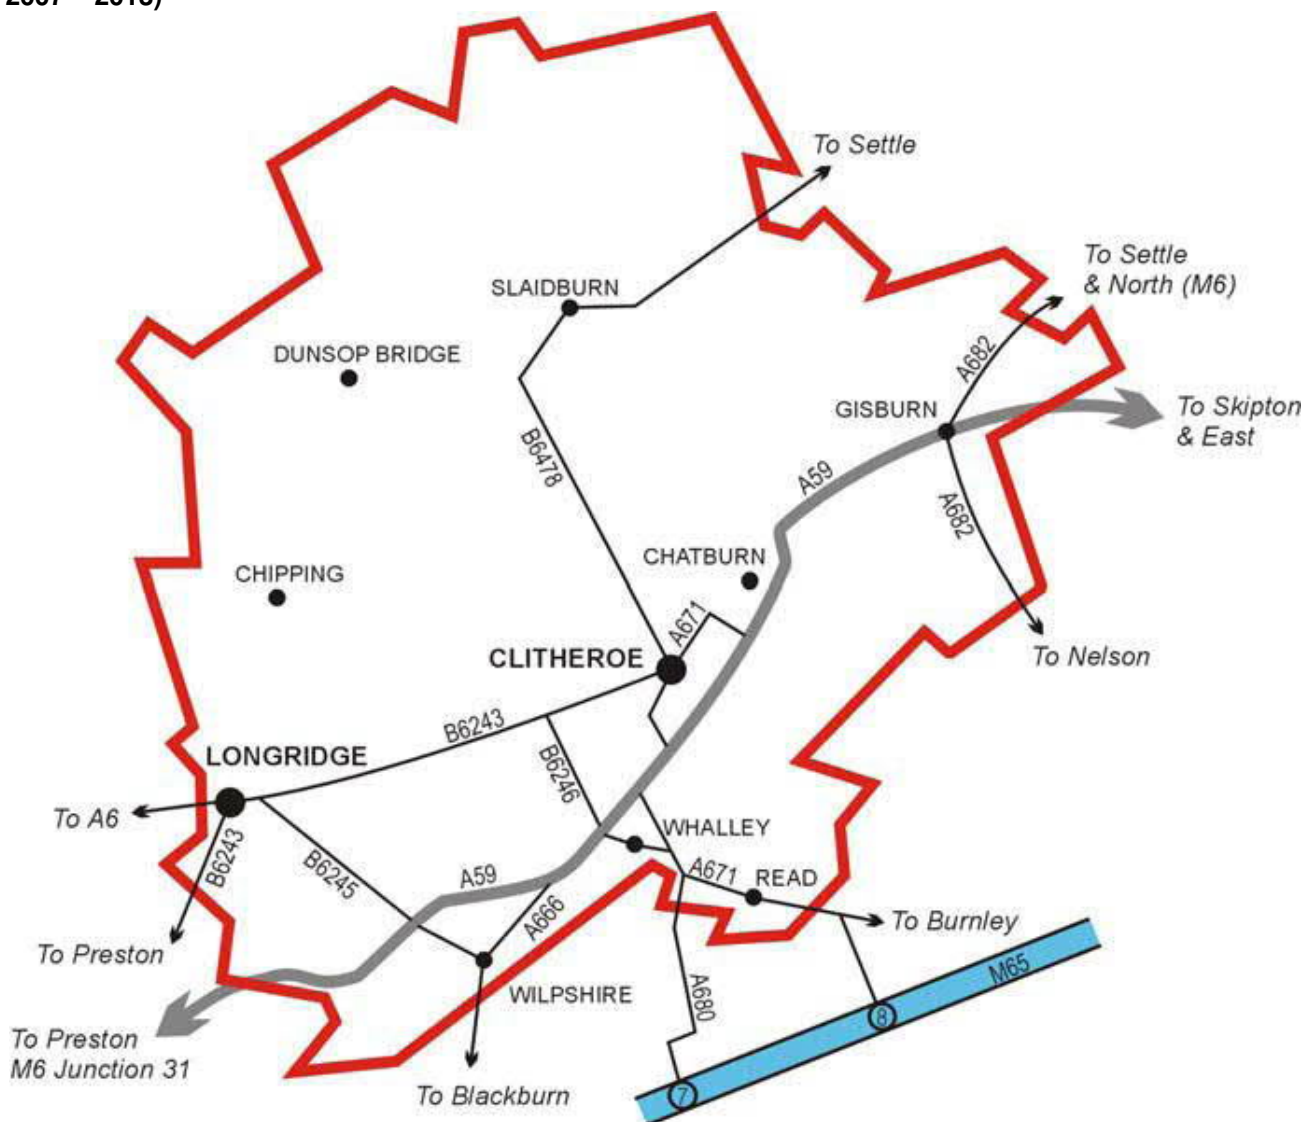 To Settle
To Settle
& North (M6)
SLAIDBURN
DUNSOP BRIDGE
A682
GISBURN
To Skipton
& East
B6478
A59
A682
CHATBURN
CHIPPING
A671
CLITHEROE
To Nelson
B6243
LONGRIDGE
B6246
To A6
WHALLEY
B6243
B6245
A59
A671
READ
A666
To Burnley
To Preston
M65
WILPSHIRE
A680
8
To Preston
M6 Junction 31
To Blackburn
7